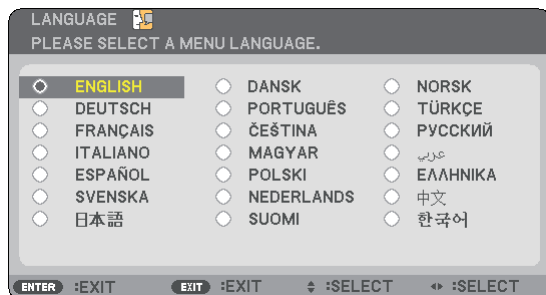 LANGUAGE
PLEASE SELECT A MENU LANGUAGE.
ENGLISH DANSK NORSK
DEUTSCH PORTUGUÊS TÜRKÇE
FRANÇAIS ČEŠTINA РУССКИЙ
ITALIANO MAGYAR عربي
ESPAÑOL POLSKI ΕΛΛΗΝΙΚΑ
SVENSKA NEDERLANDS 中文
日本語 SUOMI 한국어
ENTER :EXIT EXIT :EXIT :SELECT :SELECT